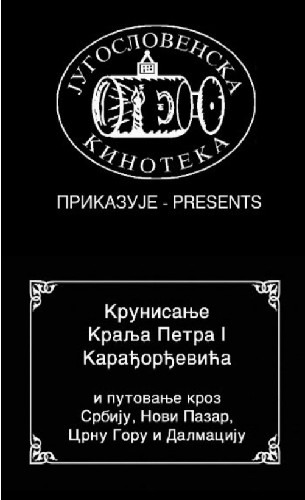 ЈУГОСЛОВЕНСКА
КИНОТЕКА
ПРИКАЗУЈЕ - PRESENTS
Крунисање
Краља Петра I
Карађорђевића
и путовање кроз
Србију, Нови Пазар,
Црну Гору и Далмацију